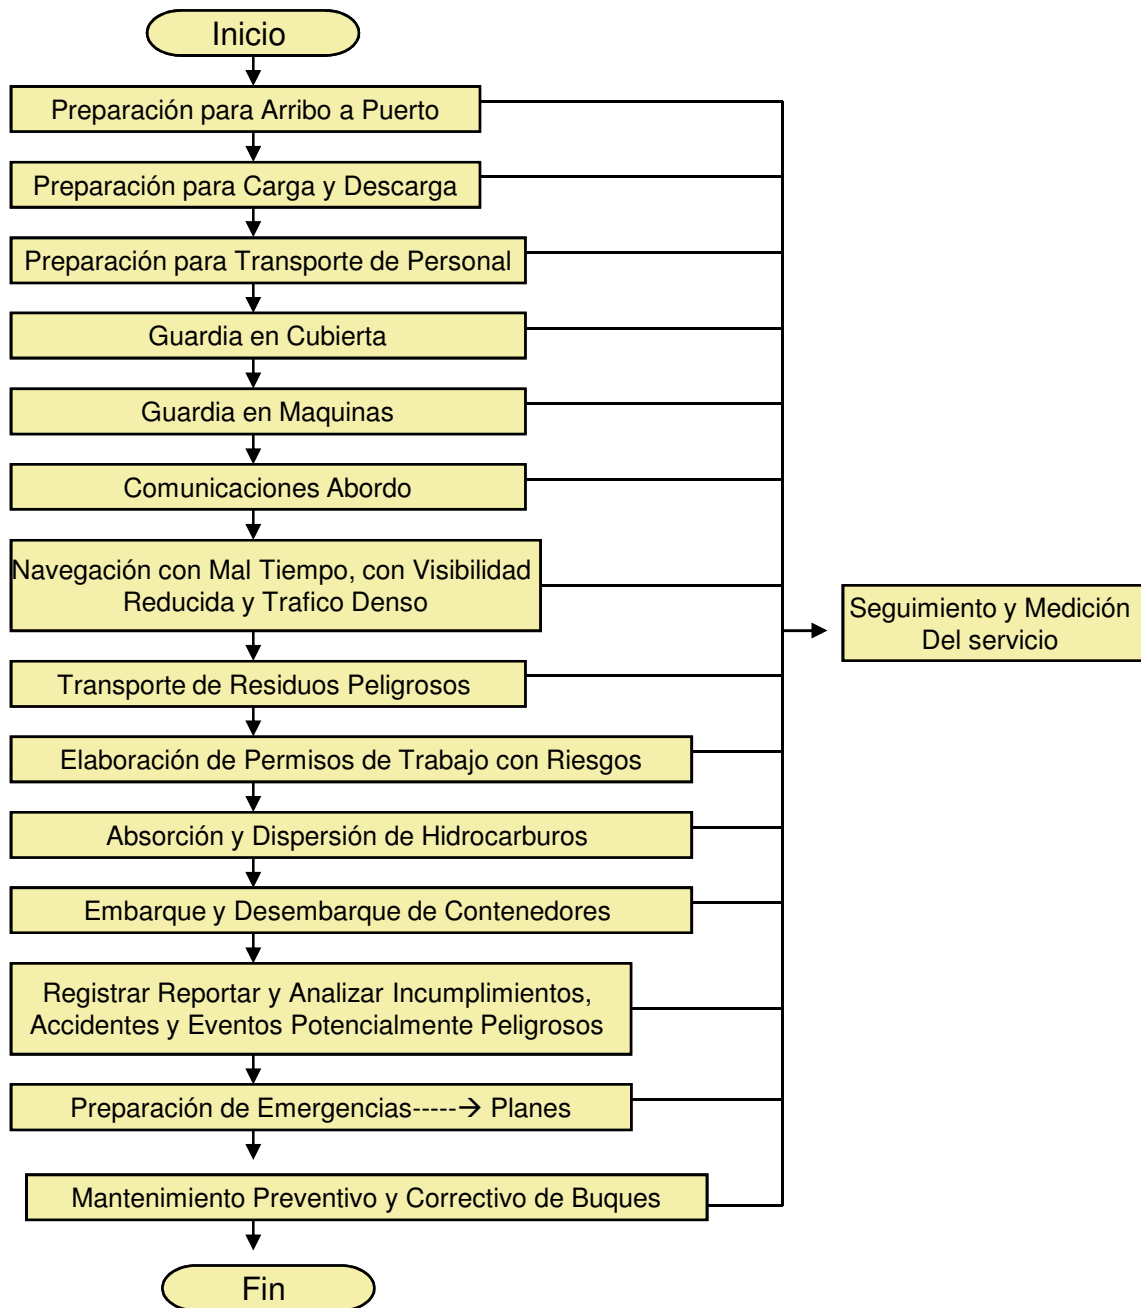 Inicio
Preparación para Arribo a Puerto
Preparación para Carga y Descarga
Preparación para Transporte de Personal
Guardia en Cubierta
Guardia en Maquinas
Comunicaciones Abordo
Navegación con Mal Tiempo, con Visibilidad
Reducida y Trafico Denso
Seguimiento y Medición
Del servicio
Transporte de Residuos Peligrosos
Elaboración de Permisos de Trabajo con Riesgos
Absorción y Dispersión de Hidrocarburos
Embarque y Desembarque de Contenedores
Registrar Reportar y Analizar Incumplimientos,
Accidentes y Eventos Potencialmente Peligrosos
Preparación de Emergencias-----→ Planes
Mantenimiento Preventivo y Correctivo de Buques
Fin